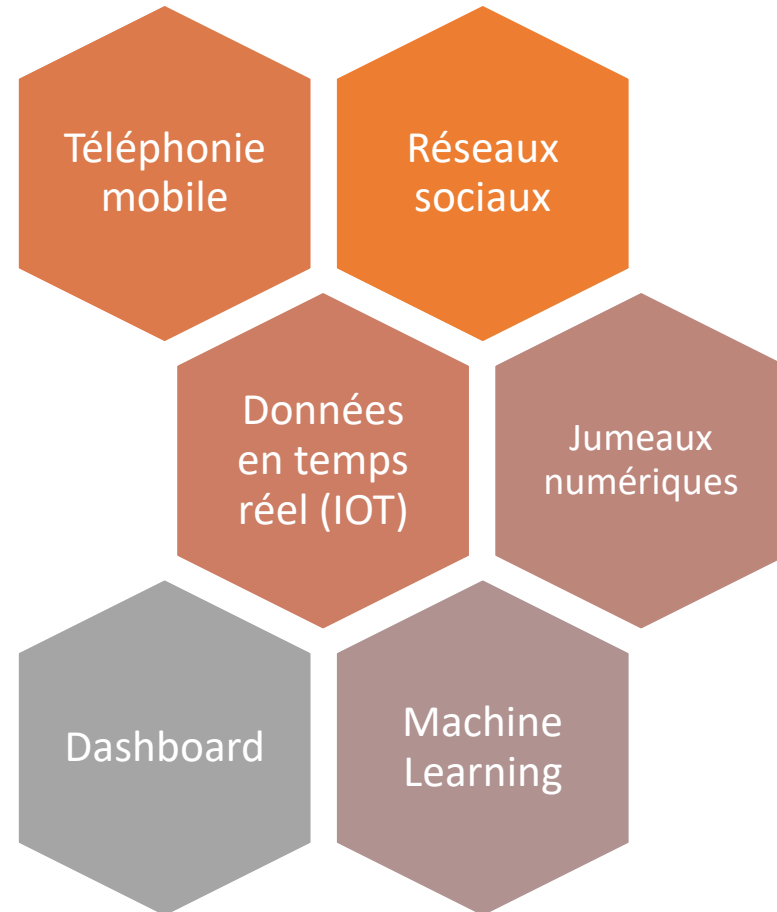 Téléphonie
mobile
Réseaux
sociaux
Données
en temps
réel (IOT)
Jumeaux
numériques
Dashboard
Machine
Learning